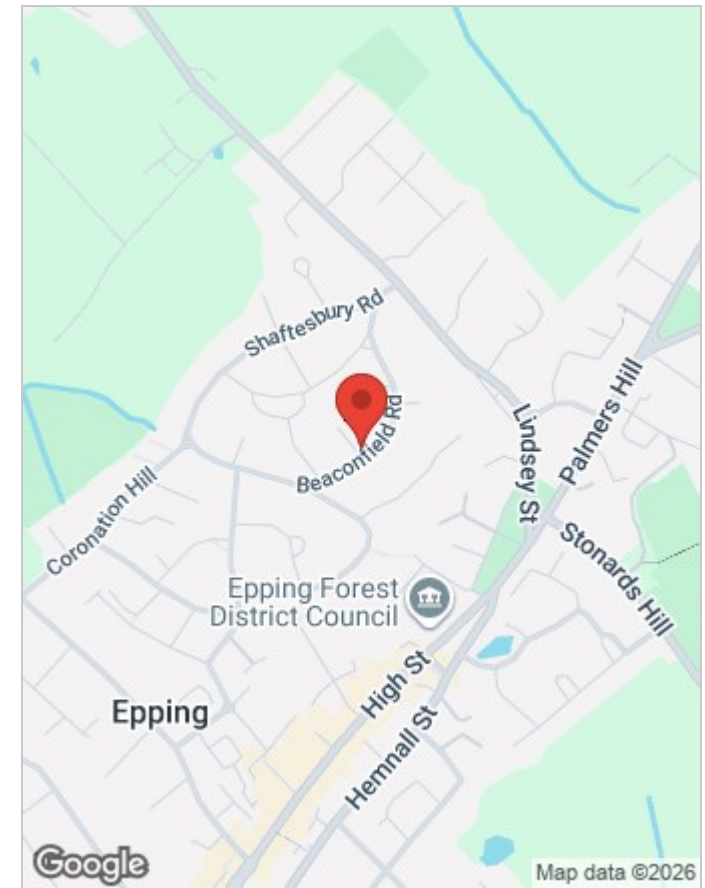 Shaftesbury Rd
Beaconfield Rd
Lindsey St
Palmers Hill
Coronation Hill
Stonards Hill
Epping Forest
District Council
High St
Epping
Hemnall St
Google
Map data ©2026